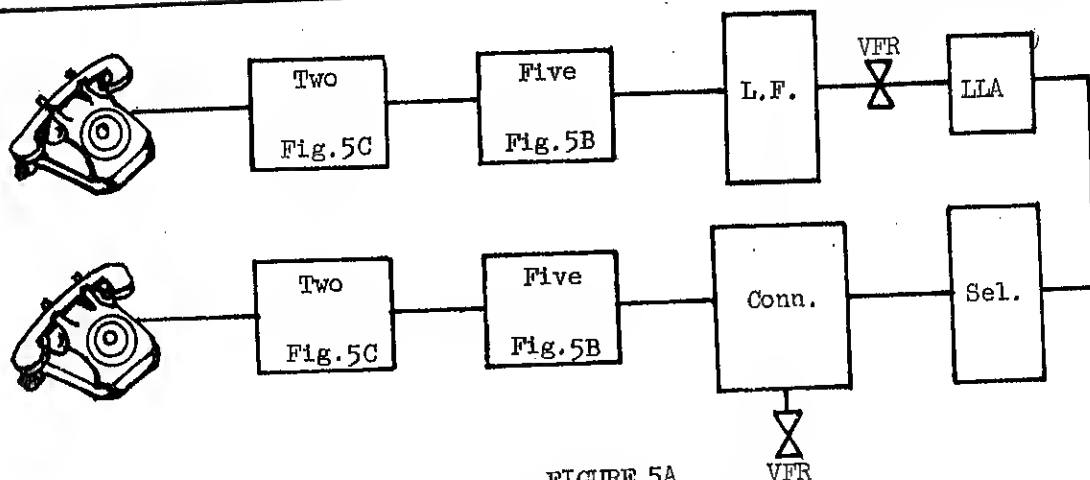 Two
Fig.5C
Five
Fig.5B
L.F.
VFR
LLA
Two
Fig.5C
Five
Fig.5B
Conn.
Sel.
VFR
FIGURE 5A